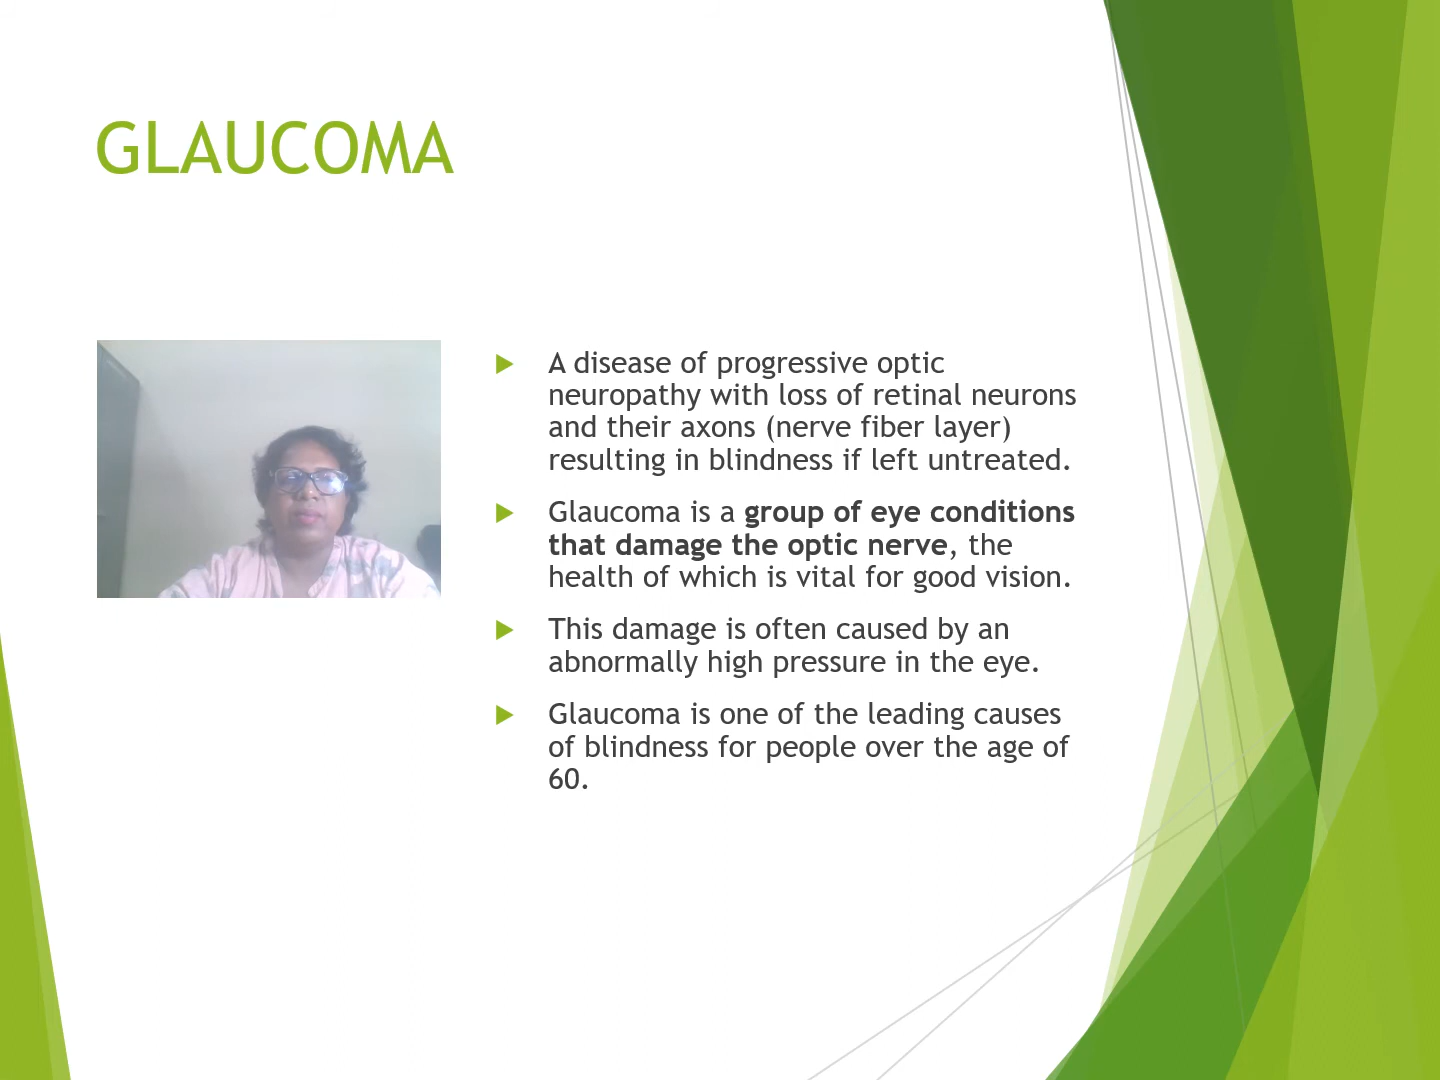 GLAUCOMA
A disease of progressive optic
neuropathy with loss of retinal neurons
and their axons (nerve fiber layer)
resulting in blindness if left untreated.
Glaucoma is a group of eye conditions
that damage the optic nerve, the
health of which is vital for good vision.
This damage is often caused by an
abnormally high pressure in the eye.
Glaucoma is one of the leading causes
of blindness for people over the age of
60.